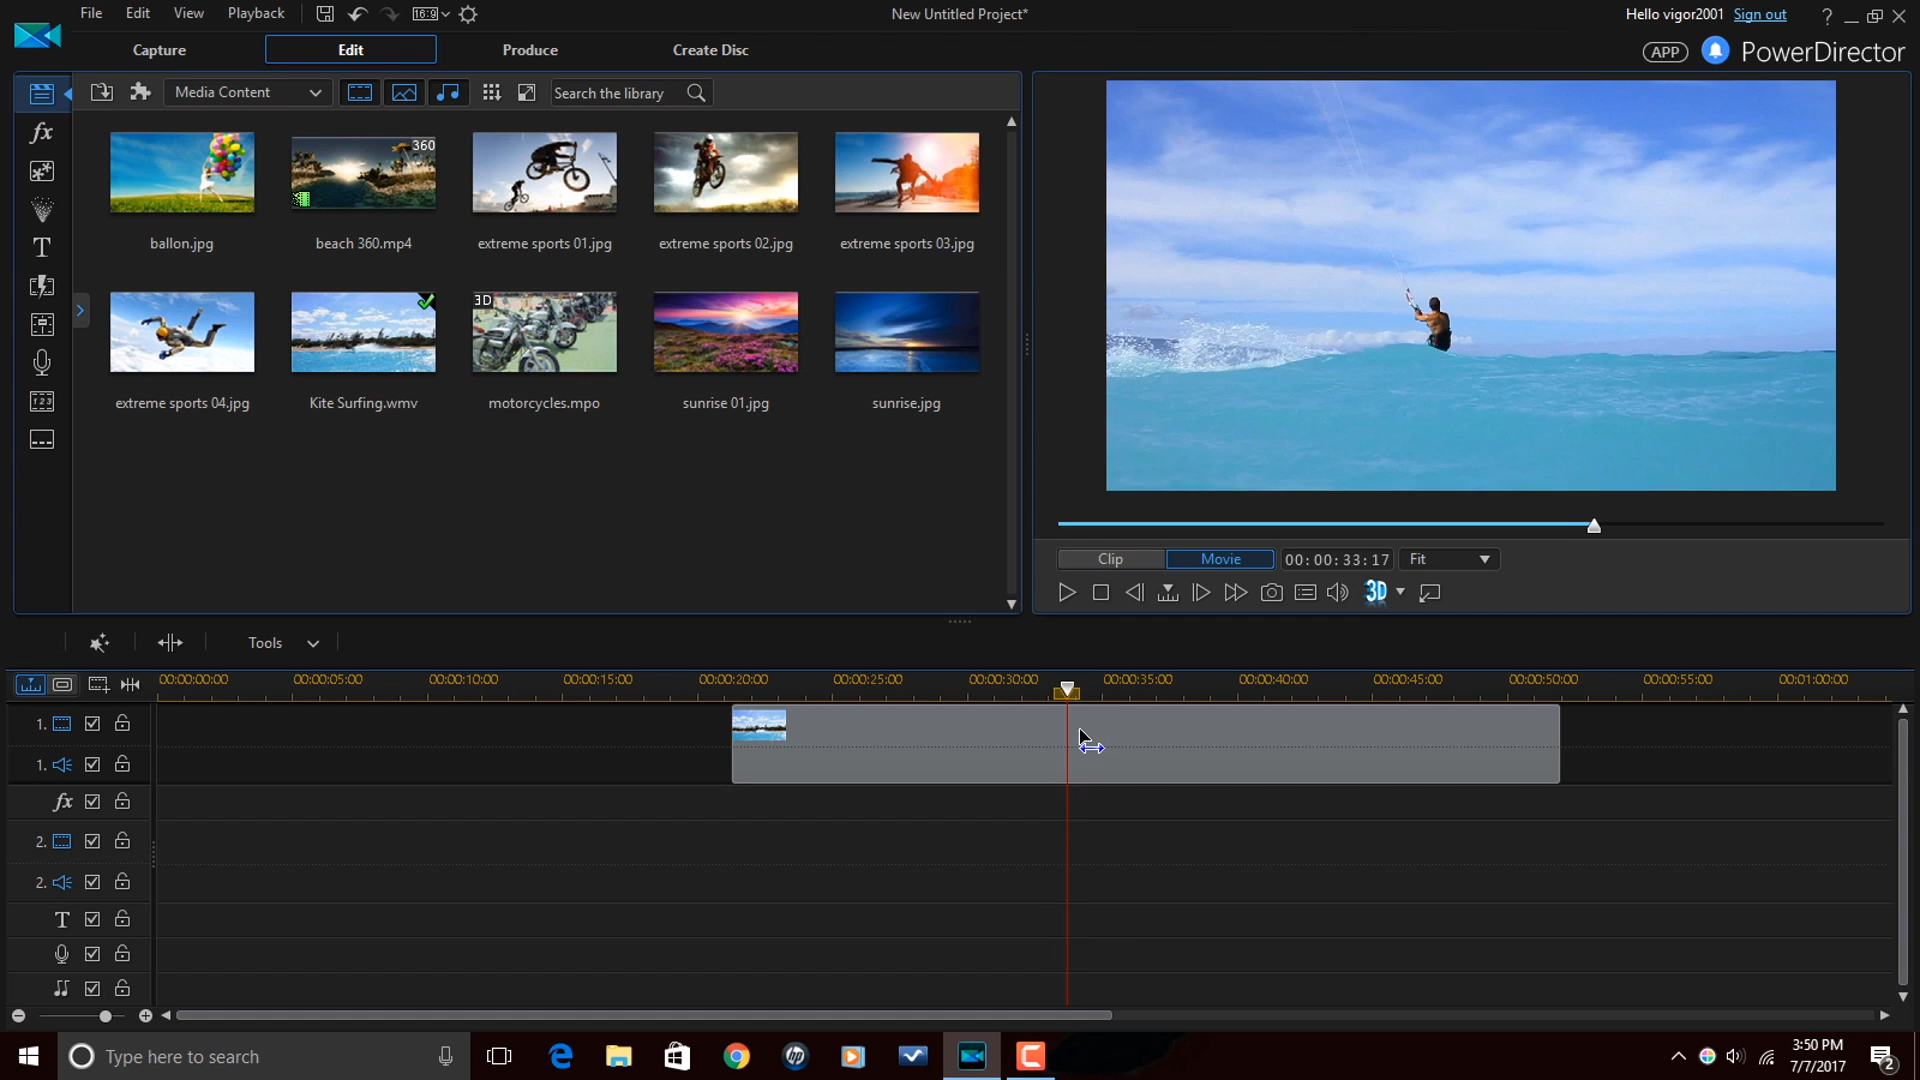 File Edit View Playback 16:9 New Untitled Project* Hello vigor2001 Sign out ?
Capture Edit Produce Create Disc APP PowerDirector
Media Content Search the library
360
ballon.jpg beach 360.mp4 extreme sports 01.jpg extreme sports 02.jpg extreme sports 03.jpg
3D
extreme sports 04.jpg Kite Surfing.wmv motorcycles.mpo sunrise 01.jpg sunrise.jpg
fx
T
123
Clip Movie 00:00:33:17 Fit
3D
Tools
00:00:00:00 00:00:05:00 00:00:10:00 00:00:15:00 00:00:20:00 00:00:25:00 00:00:30:00 00:00:35:00 00:00:40:00 00:00:45:00 00:00:50:00 00:00:55:00 00:01:00:00
1.
1.
fx
2.
2.
T
Type here to search
hp
3:50 PM
7/7/2017
2